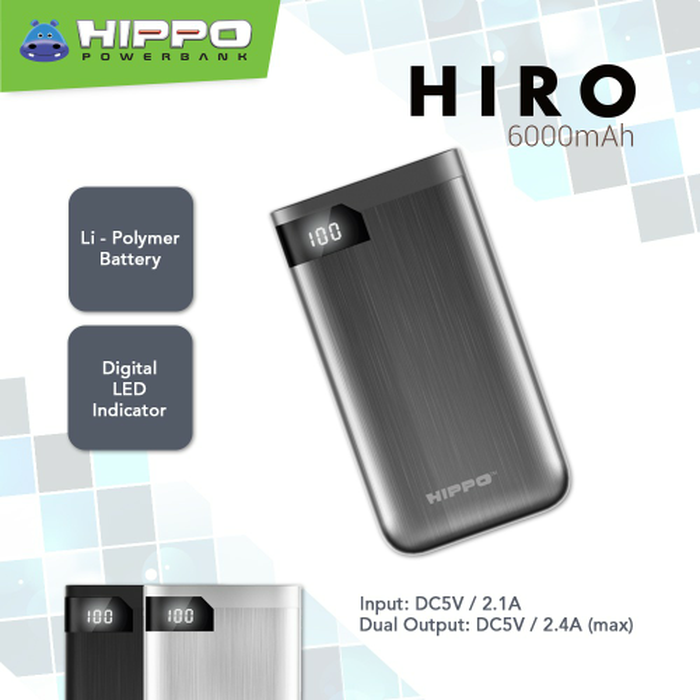 HIPPO
POWERBANK
HIRO
6000mAh
100
Li - Polymer
Battery
Digital
LED
Indicator
HIPPO™
100
100
Input: DC5V / 2.1A
Dual Output: DC5V / 2.4A (max)